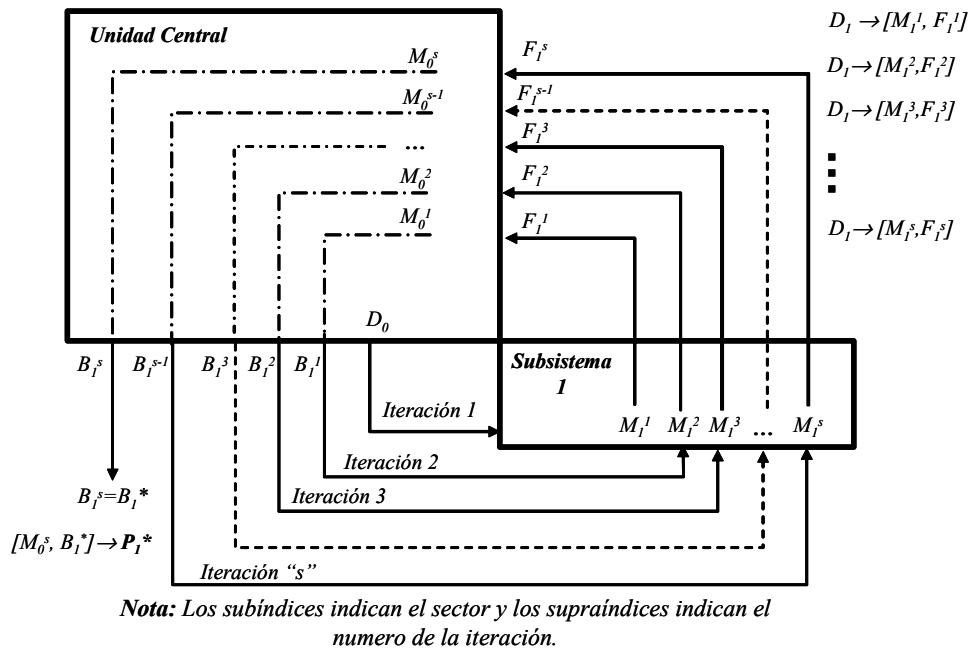 Unidad Central
M₀ˢ
M₀ˢ⁻¹
...
M₀²
M₀¹
D₀
F₁ˢ
F₁ˢ⁻¹
F₁³
F₁²
F₁¹
D₁→[M₁¹, F₁¹]
D₁→[M₁²,F₁²]
D₁→[M₁³,F₁³]
D₁→[M₁ˢ,F₁ˢ]
B₁ˢ B₁ˢ⁻¹ B₁³ B₁² B₁¹
Subsistema
1
M₁¹ M₁² M₁³ ... M₁ˢ
Iteración 1
Iteración 2
Iteración 3
Iteración “s”
B₁ˢ=B₁*
[M₀ˢ, B₁*]→P₁*
Nota: Los subíndices indican el sector y los supraíndices indican el
numero de la iteración.